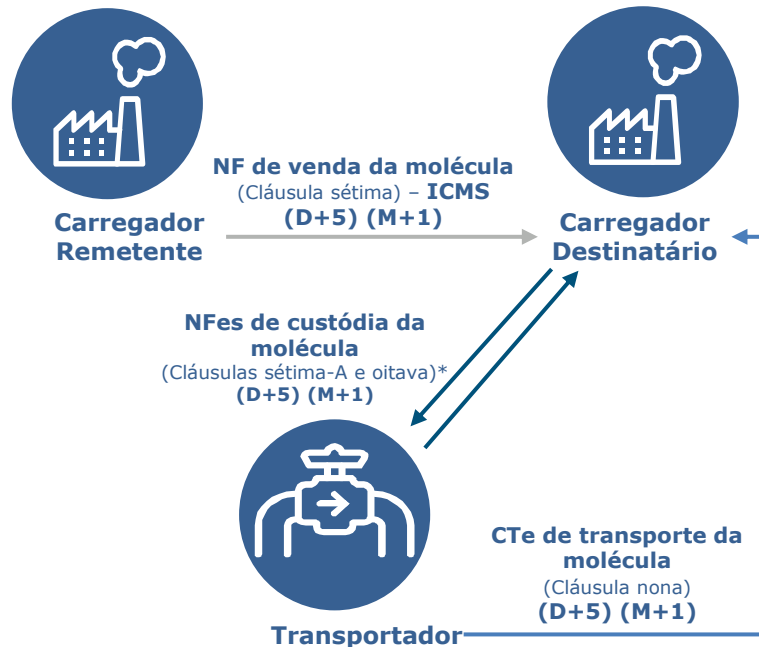 NF de venda da molécula
(Cláusula sétima) – ICMS
(D+5) (M+1)
Carregador
Remetente
Carregador
Destinatário
NFes de custódia da
molécula
(Cláusulas sétima-A e oitava)*
(D+5) (M+1)
CTe de transporte da
molécula
(Cláusula nona)
(D+5) (M+1)
Transportador